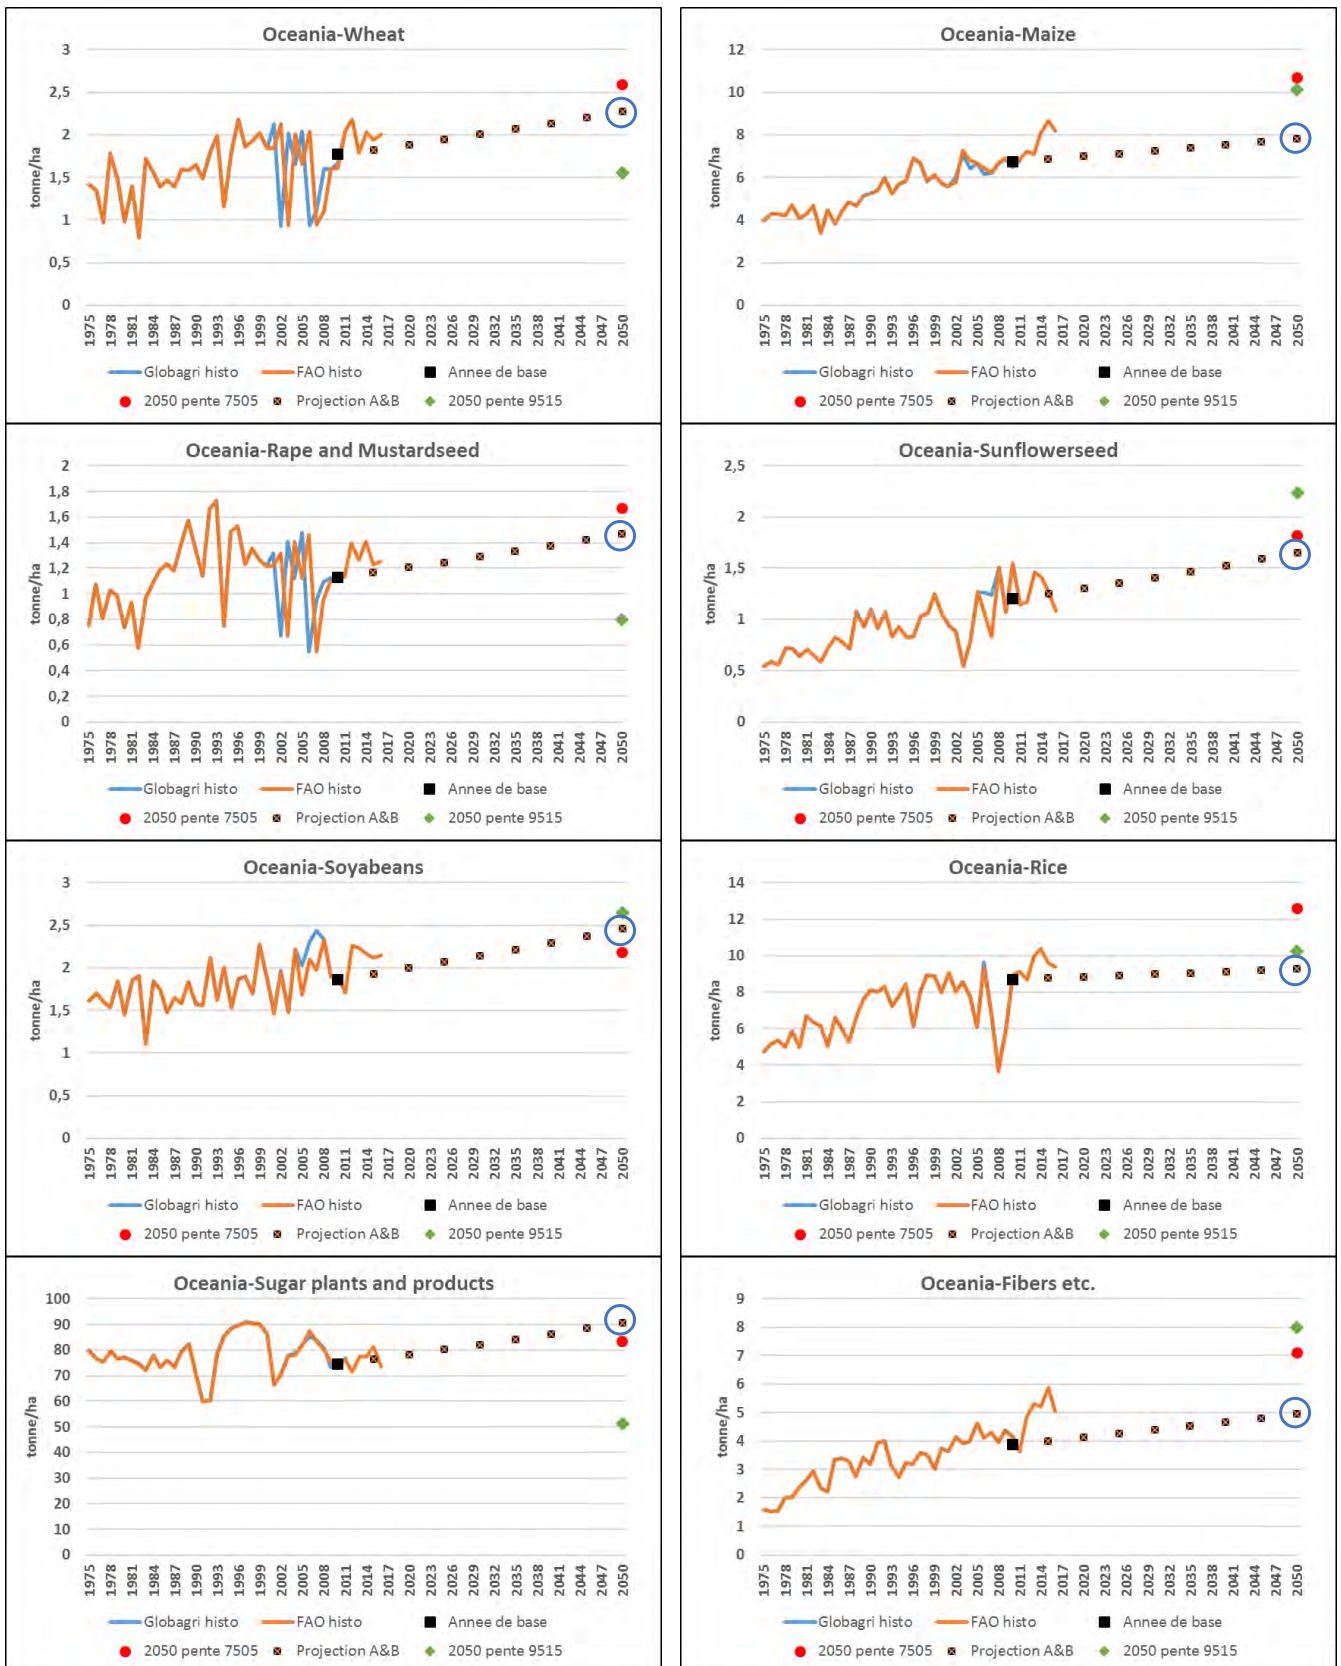 Oceania-Wheat
3
2,5
2
1,5
1
0,5
0
tonne/ha
1975 1978 1981 1984 1987 1990 1993 1996 1999 2002 2005 2008 2011 2014 2017 2020 2023 2026 2029 2032 2035 2038 2041 2044 2047 2050
Globagri histo FAO histo Annee de base
2050 pente 7505 Projection A&B 2050 pente 9515
Oceania-Maize
12
10
8
6
4
2
0
tonne/ha
1975 1978 1981 1984 1987 1990 1993 1996 1999 2002 2005 2008 2011 2014 2017 2020 2023 2026 2029 2032 2035 2038 2041 2044 2047 2050
Globagri histo FAO histo Annee de base
2050 pente 7505 Projection A&B 2050 pente 9515
Oceania-Rape and Mustardseed
2
1,8
1,6
1,4
1,2
1
0,8
0,6
0,4
0,2
0
tonne/ha
1975 1978 1981 1984 1987 1990 1993 1996 1999 2002 2005 2008 2011 2014 2017 2020 2023 2026 2029 2032 2035 2038 2041 2044 2047 2050
Globagri histo FAO histo Annee de base
2050 pente 7505 Projection A&B 2050 pente 9515
Oceania-Sunflowerseed
2,5
2
1,5
1
0,5
0
tonne/ha
1975 1978 1981 1984 1987 1990 1993 1996 1999 2002 2005 2008 2011 2014 2017 2020 2023 2026 2029 2032 2035 2038 2041 2044 2047 2050
Globagri histo FAO histo Annee de base
2050 pente 7505 Projection A&B 2050 pente 9515
Oceania-Soyabeans
3
2,5
2
1,5
1
0,5
0
tonne/ha
1975 1978 1981 1984 1987 1990 1993 1996 1999 2002 2005 2008 2011 2014 2017 2020 2023 2026 2029 2032 2035 2038 2041 2044 2047 2050
Globagri histo FAO histo Annee de base
2050 pente 7505 Projection A&B 2050 pente 9515
Oceania-Rice
14
12
10
8
6
4
2
0
tonne/ha
1975 1978 1981 1984 1987 1990 1993 1996 1999 2002 2005 2008 2011 2014 2017 2020 2023 2026 2029 2032 2035 2038 2041 2044 2047 2050
Globagri histo FAO histo Annee de base
2050 pente 7505 Projection A&B 2050 pente 9515
Oceania-Sugar plants and products
100
90
80
70
60
50
40
30
20
10
0
tonne/ha
1975 1978 1981 1984 1987 1990 1993 1996 1999 2002 2005 2008 2011 2014 2017 2020 2023 2026 2029 2032 2035 2038 2041 2044 2047 2050
Globagri histo FAO histo Annee de base
2050 pente 7505 Projection A&B 2050 pente 9515
Oceania-Fibers etc.
9
8
7
6
5
4
3
2
1
0
tonne/ha
1975 1978 1981 1984 1987 1990 1993 1996 1999 2002 2005 2008 2011 2014 2017 2020 2023 2026 2029 2032 2035 2038 2041 2044 2047 2050
Globagri histo FAO histo Annee de base
2050 pente 7505 Projection A&B 2050 pente 9515